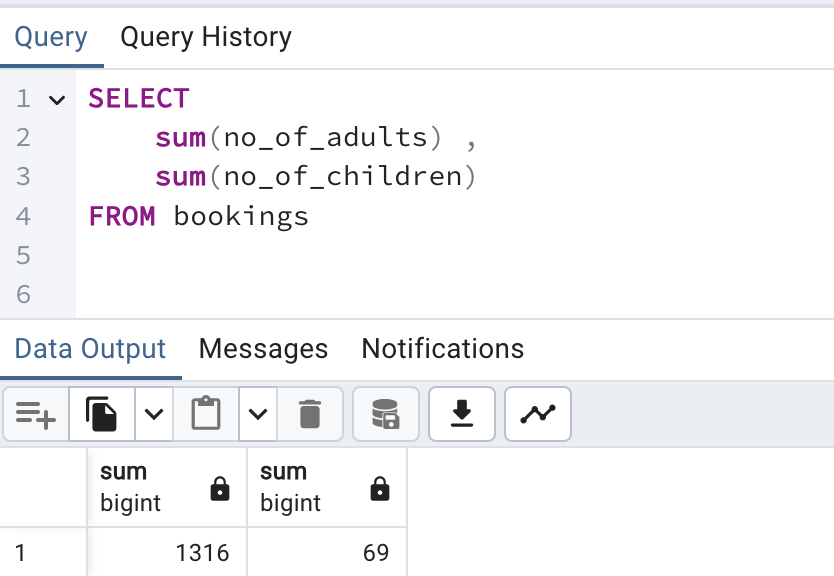 Query Query History
1 SELECT
2 sum(no_of_adults) ,
3 sum(no_of_children)
4 FROM bookings
5
6
Data Output Messages Notifications
sum sum
bigint bigint
1 1316 69